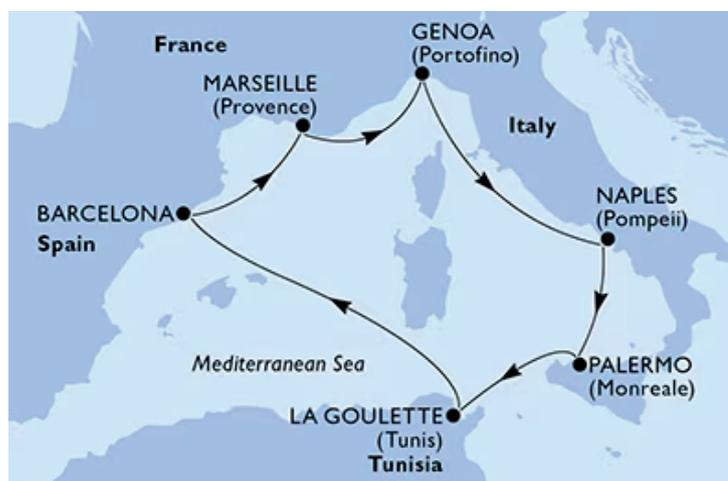 France
GENOA
(Portofino)
MARSEILLE
(Provence)
Italy
BARCELONA
Spain
NAPLES
(Pompeii)
Mediterranean Sea
PALERMO
(Monreale)
LA GOULETTE
(Tunis)
Tunisia